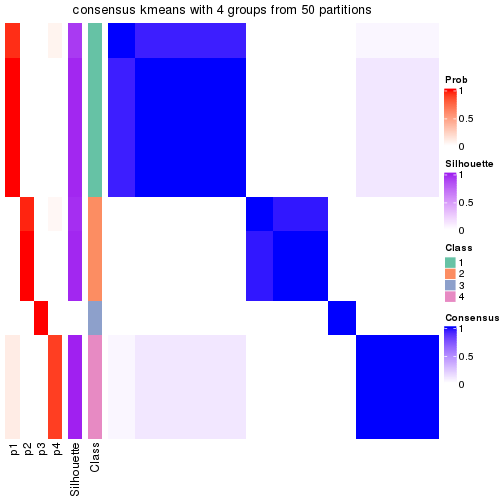 consensus kmeans with 4 groups from 50 partitions
Prob
1
0.5
0
Silhouette
1
0.5
0
Class
1
2
3
4
Consensus
1
0.5
0
p1
p2
p3
p4
Silhouette
Class